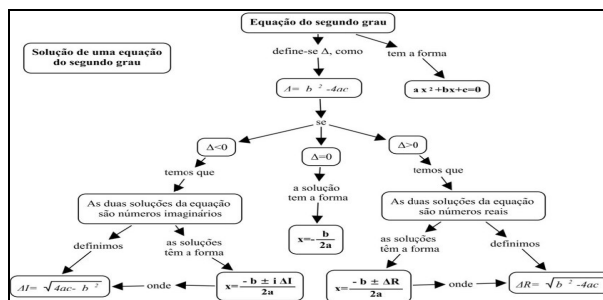 Equação do segundo grau
Solução de uma equação
do segundo grau
define-se Δ, como
tem a forma
Δ= b² -4ac
a x²+bx+c=0
se
Δ<0
Δ=0
Δ>0
temos que
a solução
tem a forma
temos que
As duas soluções da equação
são números imaginários
x=- b
2a
As duas soluções da equação
são números reais
definimos
as soluções
têm a forma
as soluções
têm a forma
definimos
ΔI= √4ac- b²
onde
x= - b ± i ΔI
2a
x= - b ± ΔR
2a
onde
ΔR= √b² -4ac